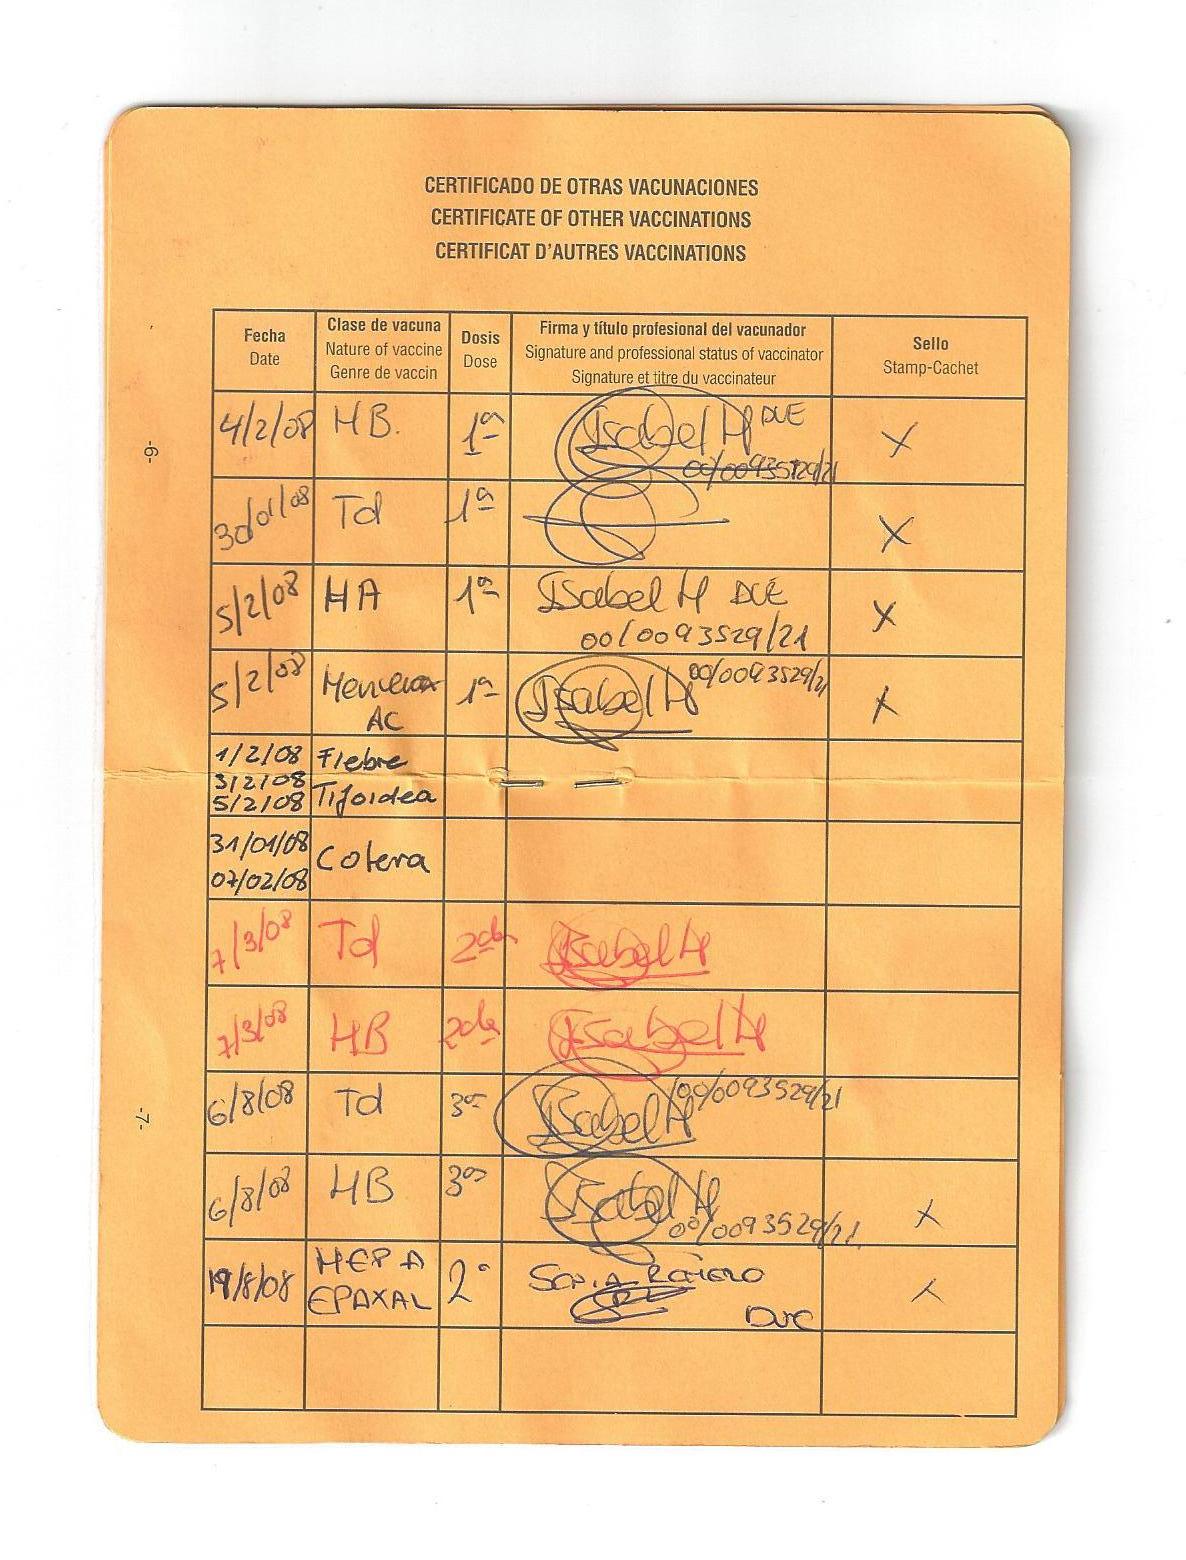 CERTIFICADO DE OTRAS VACUNACIONES
CERTIFICATE OF OTHER VACCINATIONS
CERTIFICAT D'AUTRES VACCINATIONS
Fecha
Date
Clase de vacuna
Nature of vaccine
Genre de vaccin
Dosis
Dose
Firma y título profesional del vacunador
Signature and professional status of vaccinator
Signature et titre du vaccinateur
Sello
Stamp-Cachet
4/2/08 HB. 1ª Isabel M DUE X
00/0093529/21
30/01/08 Td 1ª X
5/2/08 HA 1ª Isabel M DUE X
00/0093529/21
5/2/08 1ª Isabel M 00/0093529/21 X
AC
1/2/08 Fiebre
3/2/08
5/2/08 Tifoidea
31/01/08 Colera
07/02/08
7/3/08 Td 2da Isabel M
7/3/08 HB 2da Isabel M
6/8/08 Td 3ª Isabel M 00/0093529/21
6/8/08 HB 3ª Isabel M X
00/0093529/21
19/8/08 HEP A 2ª X
EPAXAL
DUE
-6-
-7-